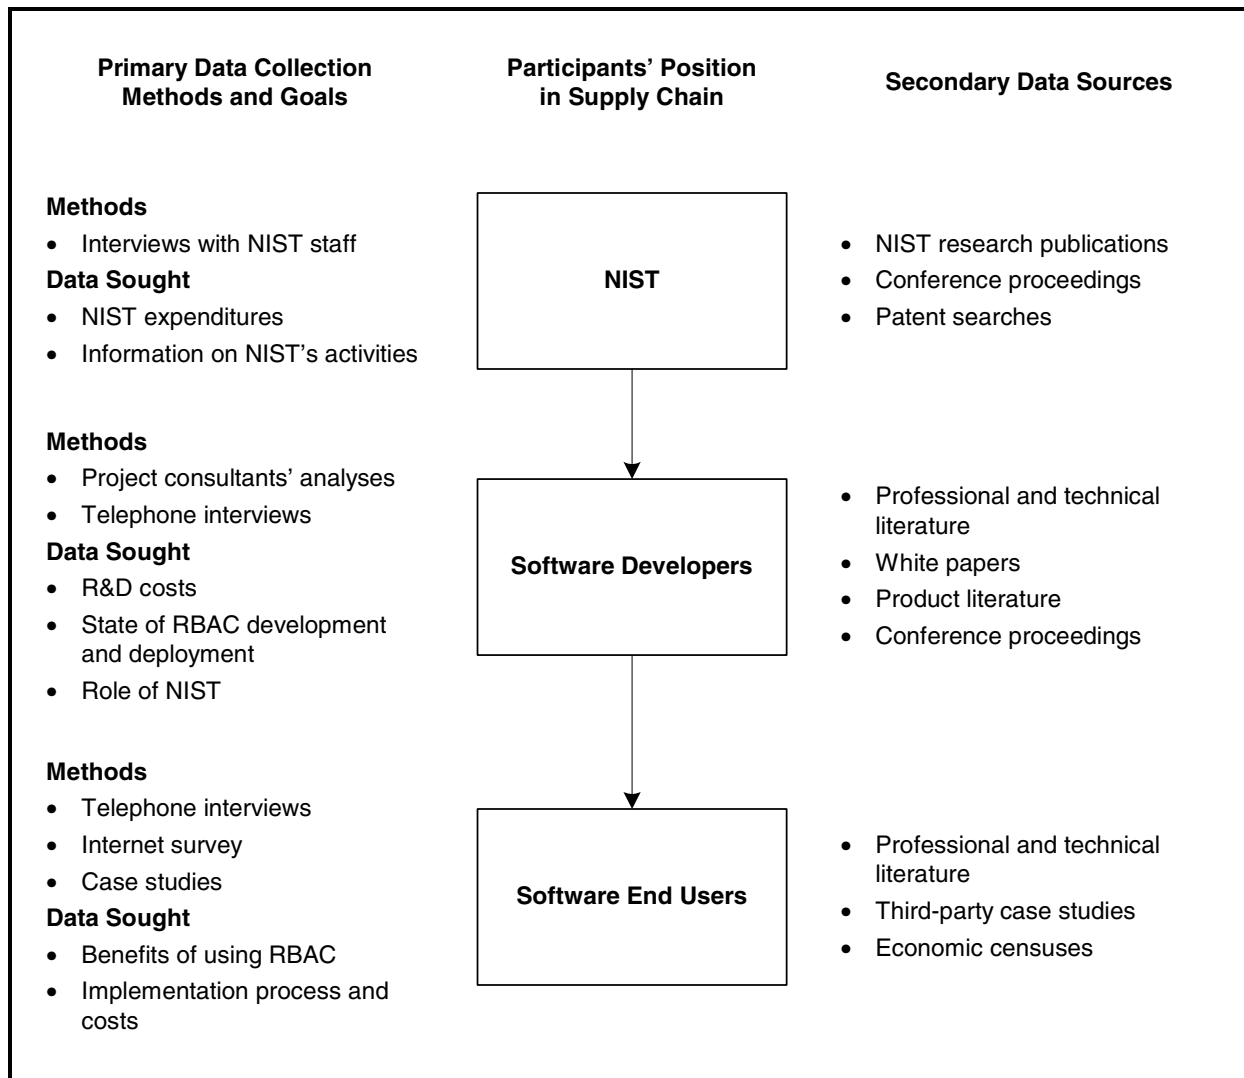 Primary Data Collection
Methods and Goals
Participants’ Position
in Supply Chain
Secondary Data Sources
Methods
• Interviews with NIST staff
Data Sought
• NIST expenditures
• Information on NIST’s activities
NIST
• NIST research publications
• Conference proceedings
• Patent searches
Methods
• Project consultants’ analyses
• Telephone interviews
Data Sought
• R&D costs
• State of RBAC development
and deployment
• Role of NIST
Software Developers
• Professional and technical
literature
• White papers
• Product literature
• Conference proceedings
Methods
• Telephone interviews
• Internet survey
• Case studies
Data Sought
• Benefits of using RBAC
• Implementation process and
costs
Software End Users
• Professional and technical
literature
• Third-party case studies
• Economic censuses